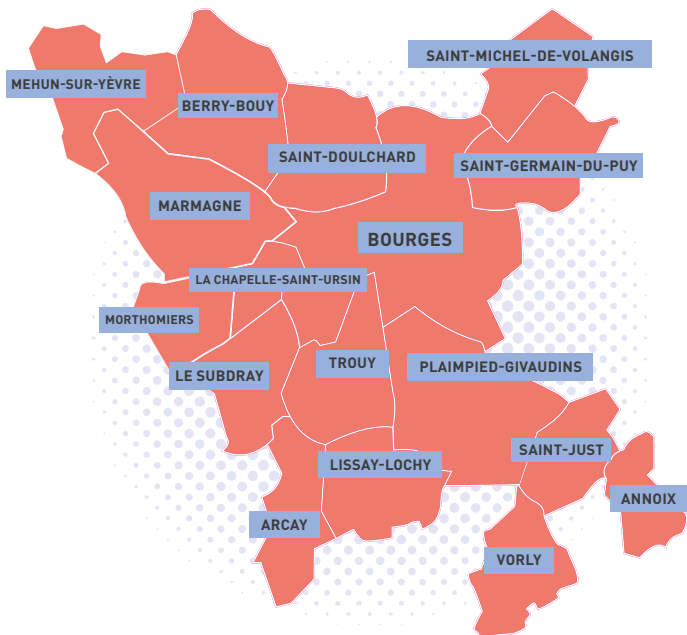 SAINT-MICHEL-DE-VOLANGIS
MEHUN-SUR-YÈVRE
BERRY-BOUY
SAINT-DOULCHARD
SAINT-GERMAIN-DU-PUY
MARMAGNE
BOURGES
LA CHAPELLE-SAINT-URSIN
MORTHOMIERS
TROUY
PLAIMPIED-GIVAUDINS
LE SUBDRAY
SAINT-JUST
LISSAY-LOCHY
ANNOIX
ARCAY
VORLY